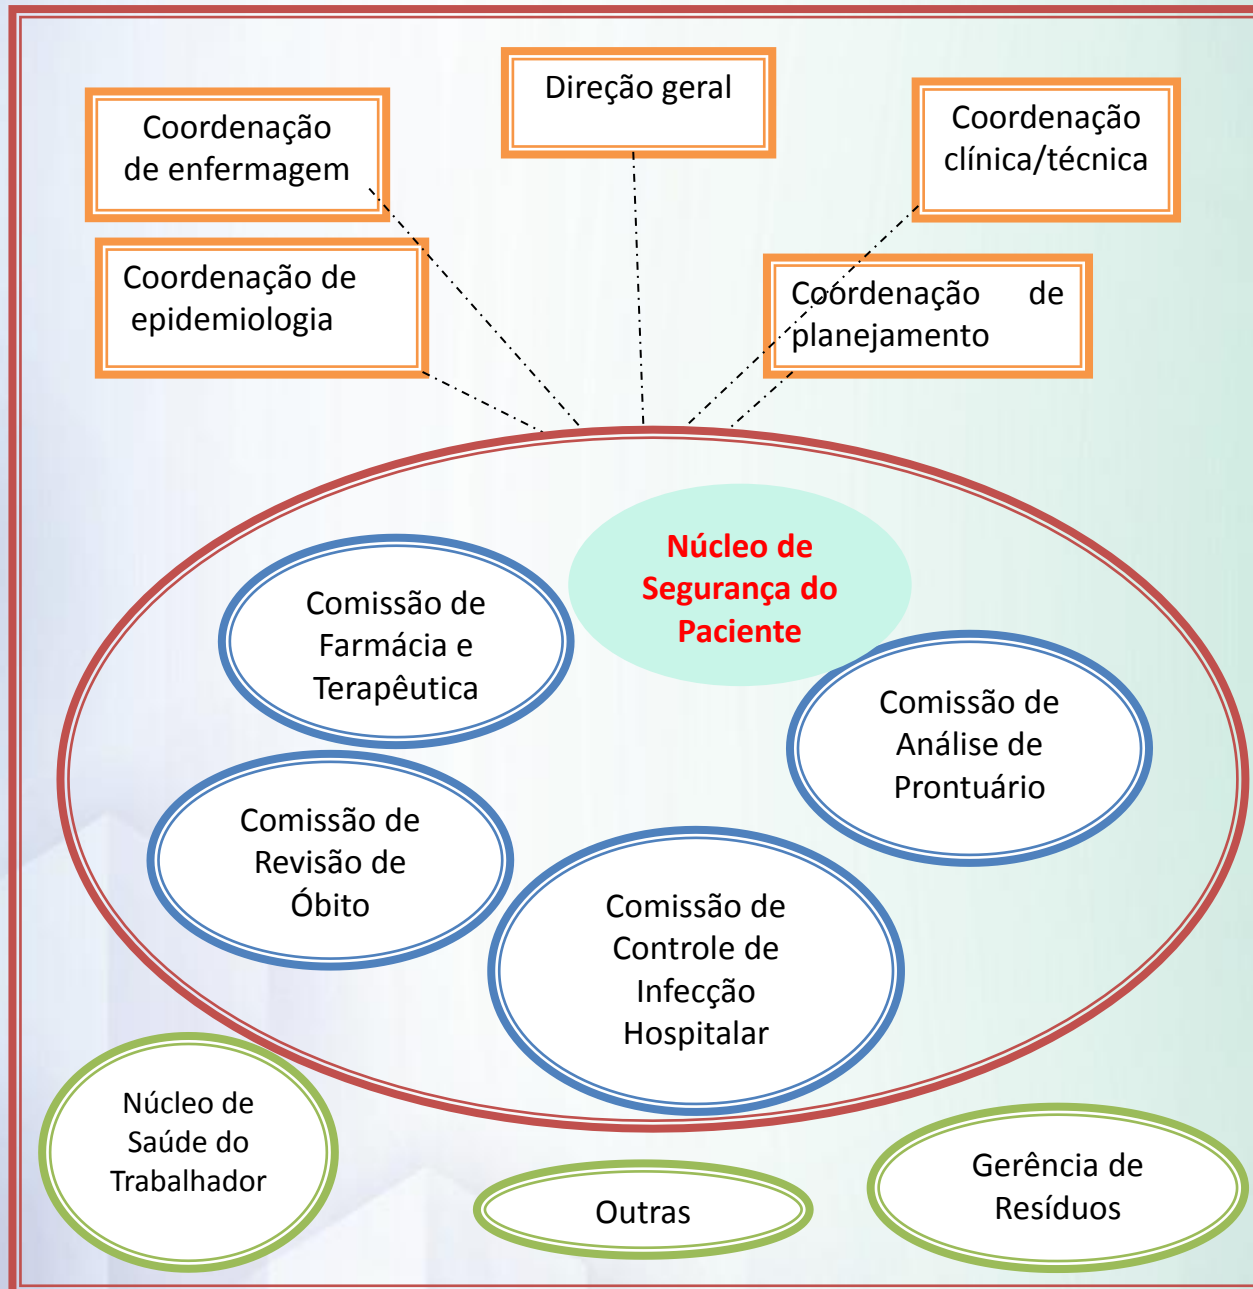 Direção geral
Coordenação
de enfermagem
Coordenação
clínica/técnica
Coordenação de
epidemiologia
Coordenação de
planejamento
Núcleo de
Segurança do
Paciente
Comissão de
Farmácia e
Terapêutica
Comissão de
Análise de
Prontuário
Comissão de
Revisão de
Óbito
Comissão de
Controle de
Infecção
Hospitalar
Núcleo de
Saúde do
Trabalhador
Outras
Gerência de
Resíduos